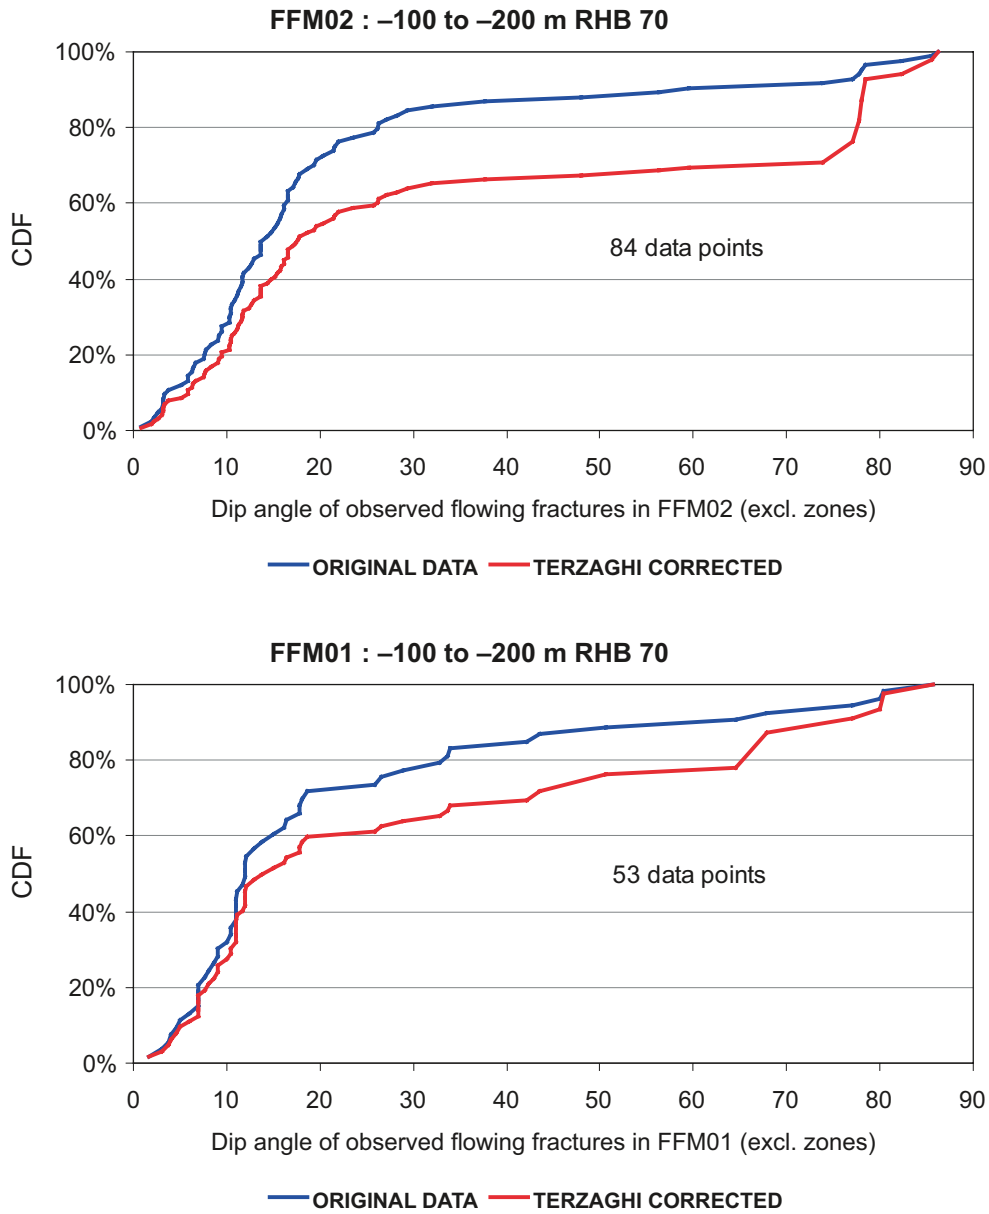 FFM02 : –100 to –200 m RHB 70
100%
80%
60%
40%
20%
0%
CDF
84 data points
0 10 20 30 40 50 60 70 80 90
Dip angle of observed flowing fractures in FFM02 (excl. zones)
ORIGINAL DATA TERZAGHI CORRECTED
FFM01 : –100 to –200 m RHB 70
100%
80%
60%
40%
20%
0%
CDF
53 data points
0 10 20 30 40 50 60 70 80 90
Dip angle of observed flowing fractures in FFM01 (excl. zones)
ORIGINAL DATA TERZAGHI CORRECTED